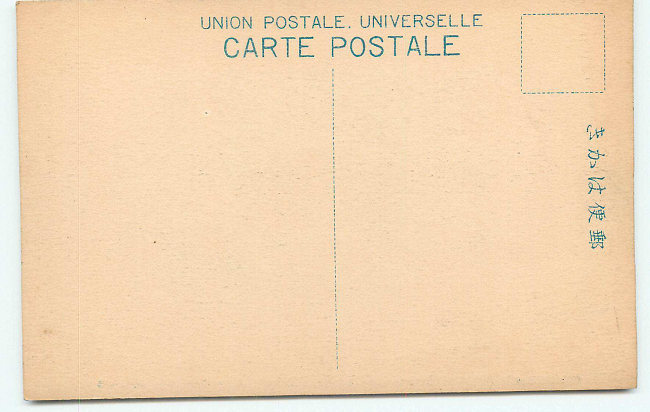 UNION POSTALE. UNIVERSELLE
CARTE POSTALE
郵便はかき